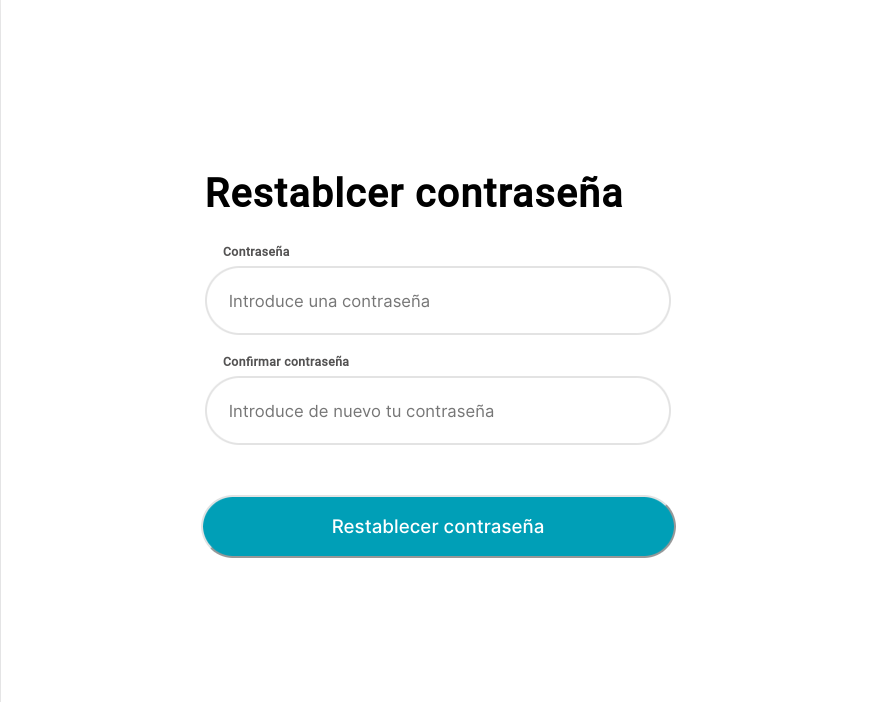 Restablcer contraseña
Contraseña
Introduce una contraseña
Confirmar contraseña
Introduce de nuevo tu contraseña
Restablecer contraseña